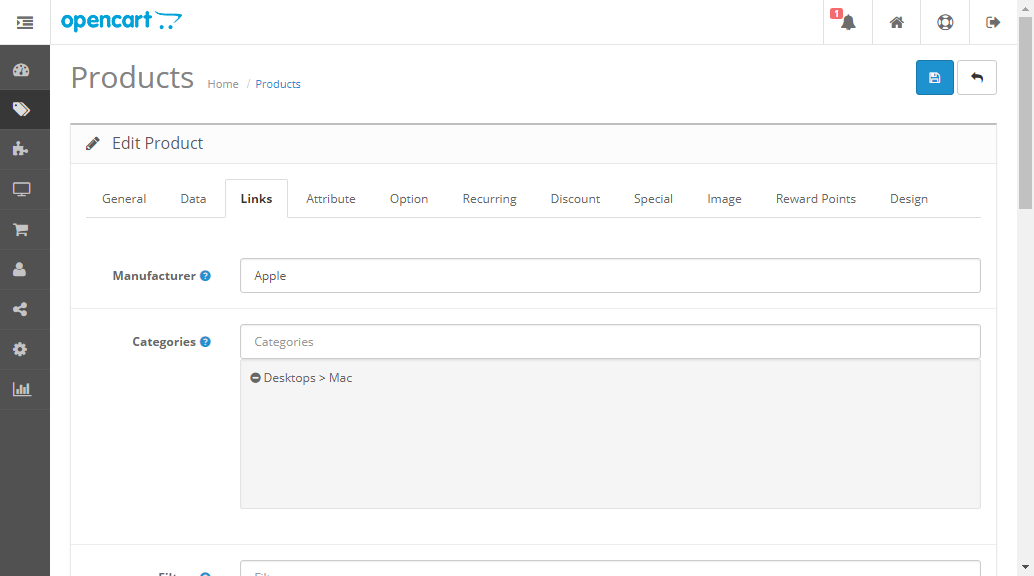 opencart
1
Products Home / Products
Edit Product
General Data Links Attribute Option Recurring Discount Special Image Reward Points Design
Manufacturer ? Apple
Categories ? Categories
Desktops > Mac